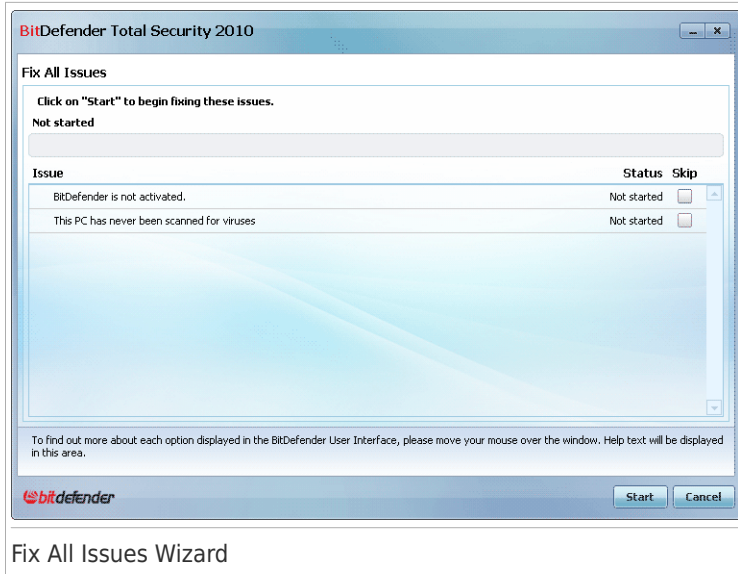 BitDefender Total Security 2010
Fix All Issues
Click on "Start" to begin fixing these issues.
Not started
Issue Status Skip
BitDefender is not activated. Not started
This PC has never been scanned for viruses Not started
To find out more about each option displayed in the BitDefender User Interface, please move your mouse over the window. Help text will be displayed
in this area.
bitdefender Start Cancel
Fix All Issues Wizard